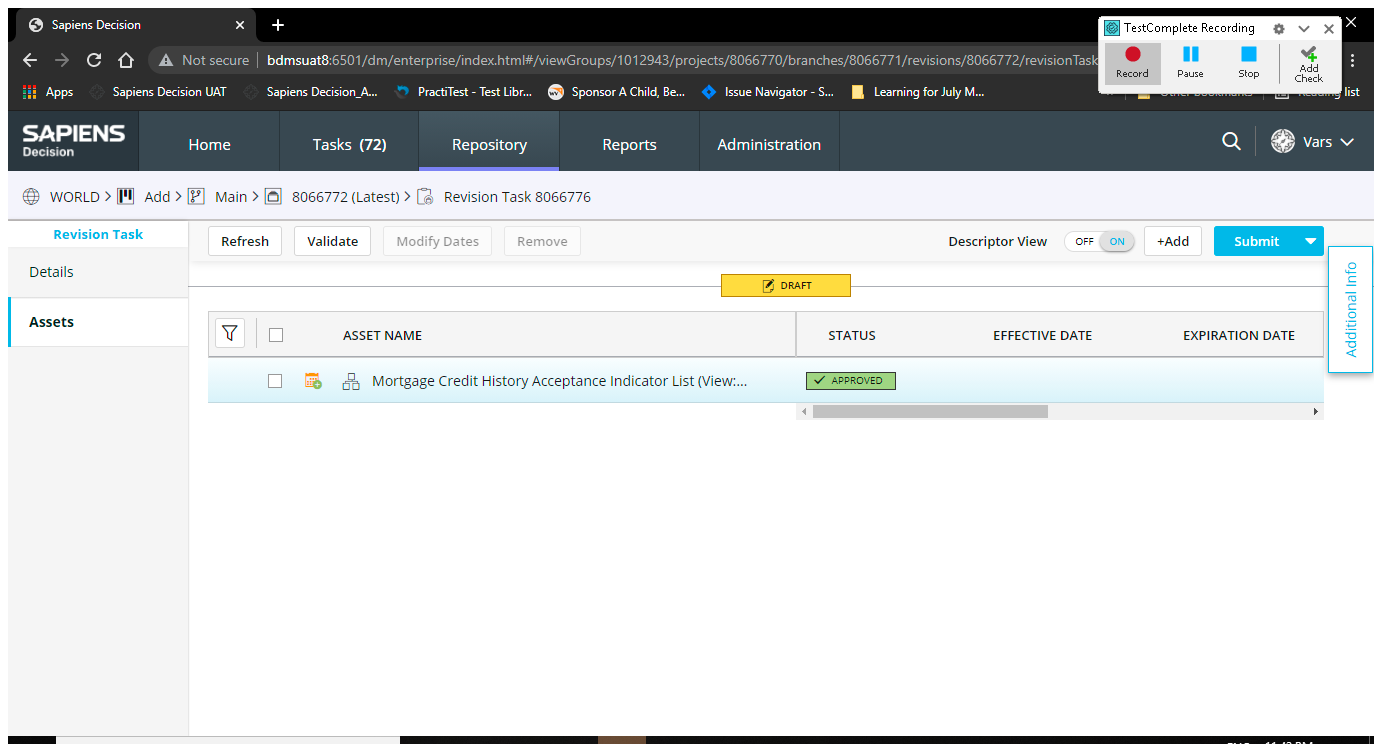 Sapiens Decision
TestComplete Recording
Not secure
bdmsuat8:6501/dm/enterprise/index.html#/viewGroups/1012943/projects/8066770/branches/8066771/revisions/8066772/revisionTask
Record
Pause
Stop
Add
Check
Apps
Sapiens Decision UAT
Sapiens Decision_A...
PractiTest - Test Libr...
Sponsor A Child, Be...
Issue Navigator - S...
Learning for July M...
Other bookmarks
Reading list
SAPIENS
Decision
Home
Tasks (72)
Repository
Reports
Administration
Vars
WORLD > Add > Main > 8066772 (Latest) > Revision Task 8066776
Revision Task
Refresh
Validate
Modify Dates
Remove
Descriptor View
OFF
ON
+Add
Submit
Details
Additional Info
DRAFT
Assets
ASSET NAME
STATUS
EFFECTIVE DATE
EXPIRATION DATE
Mortgage Credit History Acceptance Indicator List (View:...
APPROVED